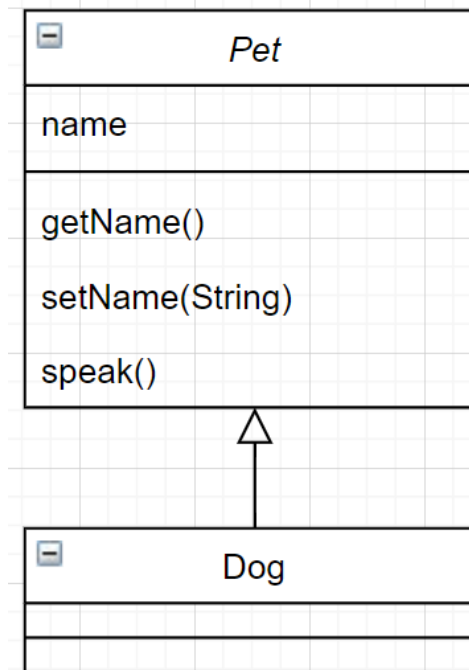 Pet
name
getName()
setName(String)
speak()
Dog